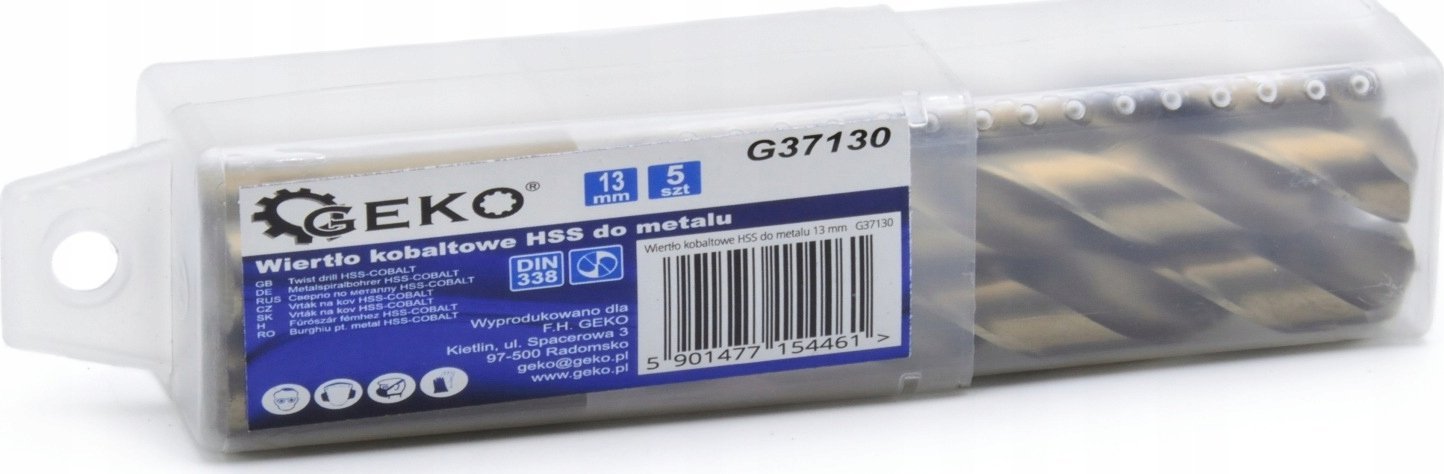 G37130
GEKO®
13 mm
5 szt
Wiertło kobaltowe HSS do metalu
GB Twist drill HSS-COBALT
DE Metalspiralbohrer HSS-COBALT
RUS Сверло по металлу HSS-COBALT
CZ Vrták na kov HSS-COBALT
SK Vrták na kov HSS-COBALT
H Fúrószár fémhez HSS-COBALT
RO Burghiu pt. metal HSS-COBALT
DIN
338
Wyprodukowano dla
F.H. GEKO
Kietlin, ul. Spacerowa 3
97-500 Radomsko
geko@geko.pl
www.geko.pl
Wiertło kobaltowe HSS do metalu 13 mm G37130
5 901477 154461 >